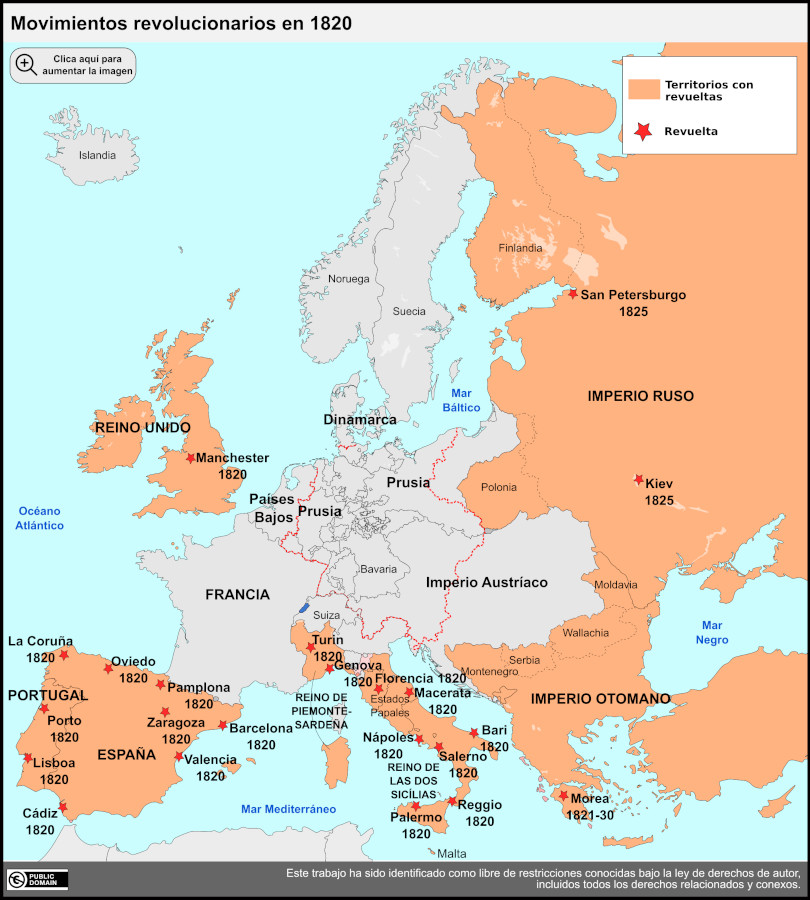 Movimientos revolucionarios en 1820
Clica aquí para
aumentar la imagen
Territorios con
revueltas
Revuelta
Islandia
Finlandia
Noruega
Suecia
San Petersburgo
1825
Mar
Báltico
IMPERIO RUSO
Dinamarca
REINO UNIDO
Manchester
1820
Prusia
Polonia
Kiev
1825
Países
Bajos
Prusia
Océano
Atlántico
Bavaria
Imperio Austríaco
Moldavia
FRANCIA
Suiza
Wallachia
Mar
Negro
La Coruña
1820
Oviedo
1820
Turin
1820
Genova
1820
Serbia
Montenegro
Florencia 1820
Pamplona
1820
PORTUGAL
Macerata
1820
Estados
Papales
IMPERIO OTOMANO
REINO DE
PIEMONTE-
SARDEÑA
Porto
1820
Zaragoza
1820
Barcelona
1820
Nápoles
1820
Bari
1820
ESPAÑA
Lisboa
1820
Valencia
1820
Salerno
1820
REINO DE
LAS DOS
SICÍLIAS
Cádiz
1820
Mar Mediterráneo
Palermo
1820
Reggio
1820
Morea
1821-30
Malta
PUBLIC
DOMAIN
Este trabajo ha sido identificado como libre de restricciones conocidas bajo la ley de derechos de autor,
incluidos todos los derechos relacionados y conexos.